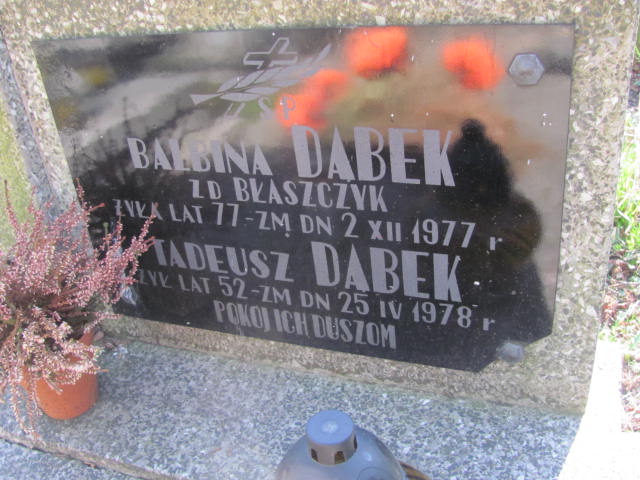 Ś P
BALBINA DĄBEK
Z D BŁASZCZYK
ŻYŁA LAT 77 - ZM DN 2 XII 1977 r
TADEUSZ DĄBEK
ŻYŁ LAT 52 - ZM DN 25 IV 1978 r
POKÓJ ICH DUSZOM